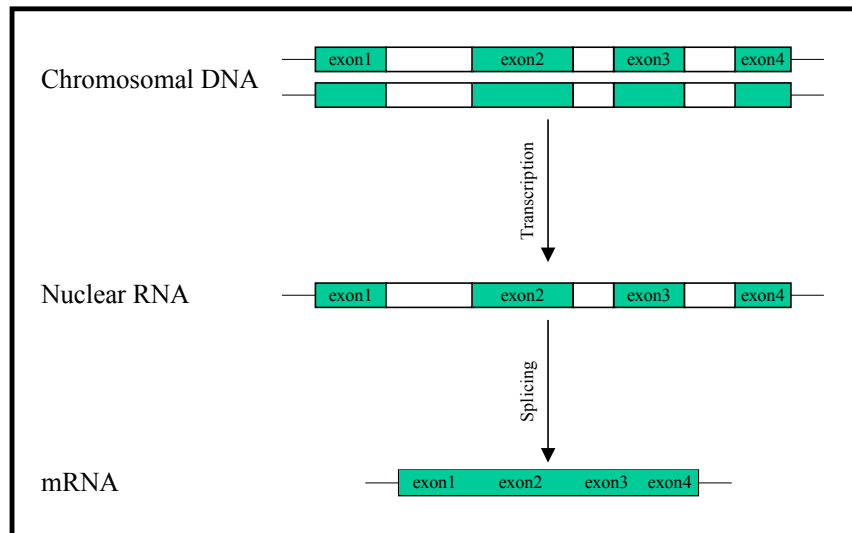 exon1 exon2 exon3 exon4
Chromosomal DNA
Transcription
Nuclear RNA
exon1 exon2 exon3 exon4
Splicing
mRNA
exon1 exon2 exon3 exon4